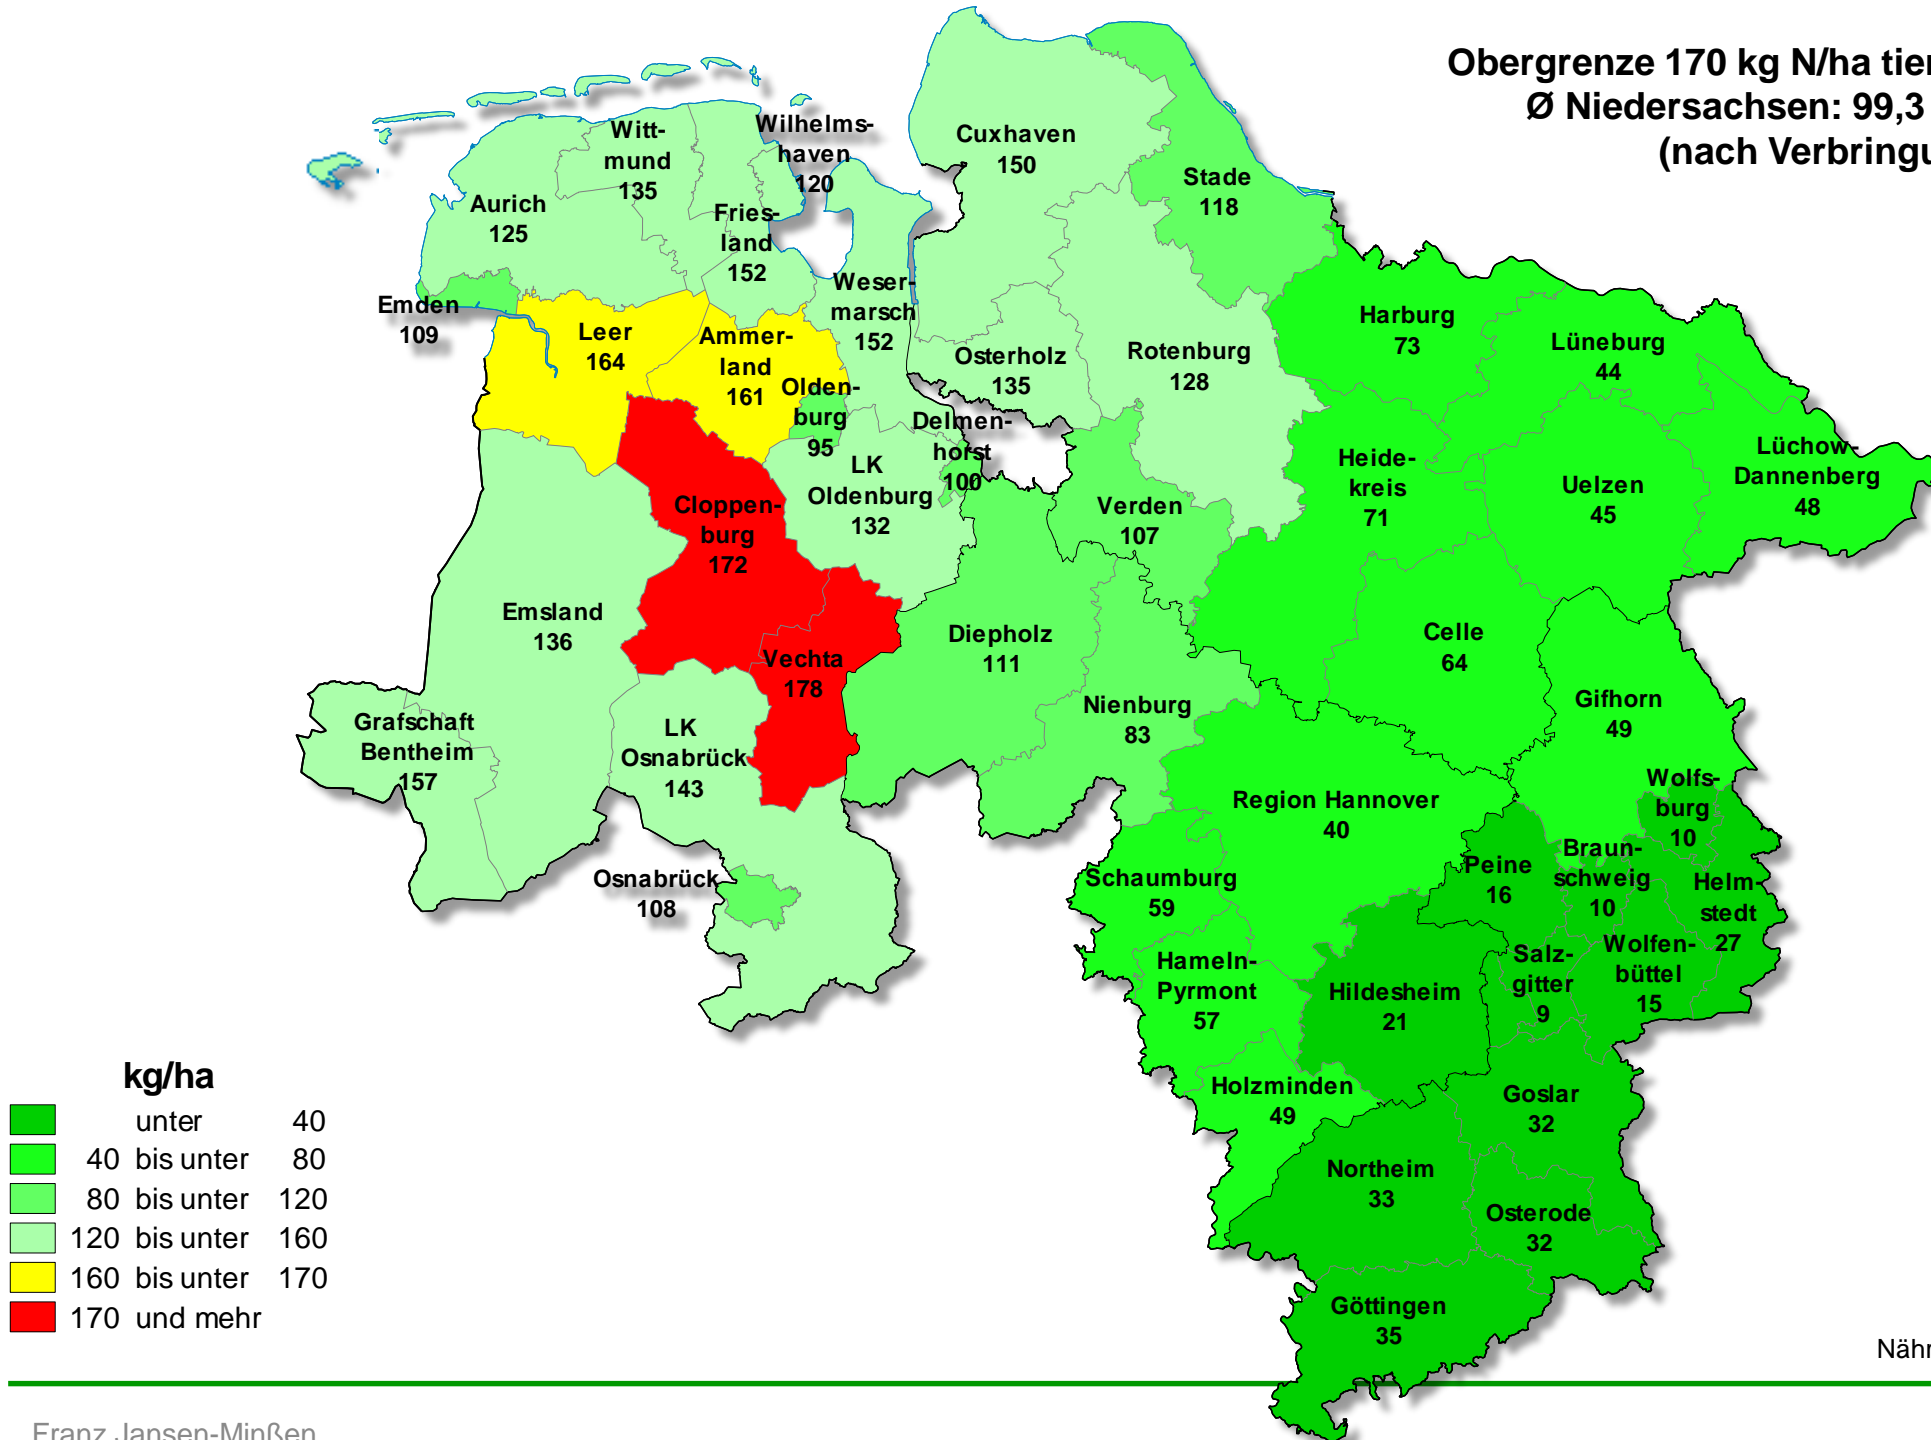 Obergrenze 170 kg N/ha tier
Ø Niedersachsen: 99,3
(nach Verbringu
Witt-
mund
135
Wilhelms-
haven
120
Cuxhaven
150
Stade
118
Aurich
125
Fries-
land
152
Weser-
marsch
152
Emden
109
Leer
164
Ammer-
land
161
Olden-
burg
95
Osterholz
135
Rotenburg
128
Harburg
73
Lüneburg
44
Delmen-
horst
100
LK
Oldenburg
132
Cloppen-
burg
172
Verden
107
Heide-
kreis
71
Uelzen
45
Lüchow-
Dannenberg
48
Emsland
136
Vechta
178
Diepholz
111
Celle
64
Nienburg
83
Gifhorn
49
Grafschaft
Bentheim
157
LK
Osnabrück
143
Region Hannover
40
Wolfs-
burg
10
Osnabrück
108
Schaumburg
59
Peine
16
Braun-
schweig
10
Helm-
stedt
27
Hameln-
Pyrmont
57
Hildesheim
21
Salz-
gitter
9
Wolfen-
büttel
15
Holzminden
49
Goslar
32
Northeim
33
Osterode
32
Göttingen
35
kg/ha
unter 40
40 bis unter 80
80 bis unter 120
120 bis unter 160
160 bis unter 170
170 und mehr
Nähr
Franz Jansen-Minßen